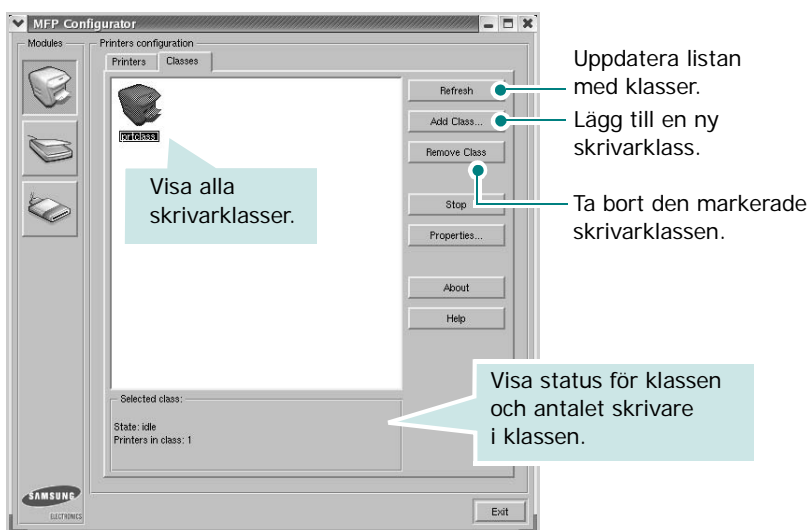 MFP Configurator
Modules
Printers configuration
Printers
Classes
prtclass
Visa alla
skrivarklasser.
Refresh
Add Class...
Remove Class
Stop
Properties...
About
Help
Uppdatera listan
med klasser.
Lägg till en ny
skrivarklass.
Ta bort den markerade
skrivarklassen.
Selected class:
State: idle
Printers in class: 1
Visa status för klassen
och antalet skrivare
i klassen.
SAMSUNG
ELECTRONICS
Exit